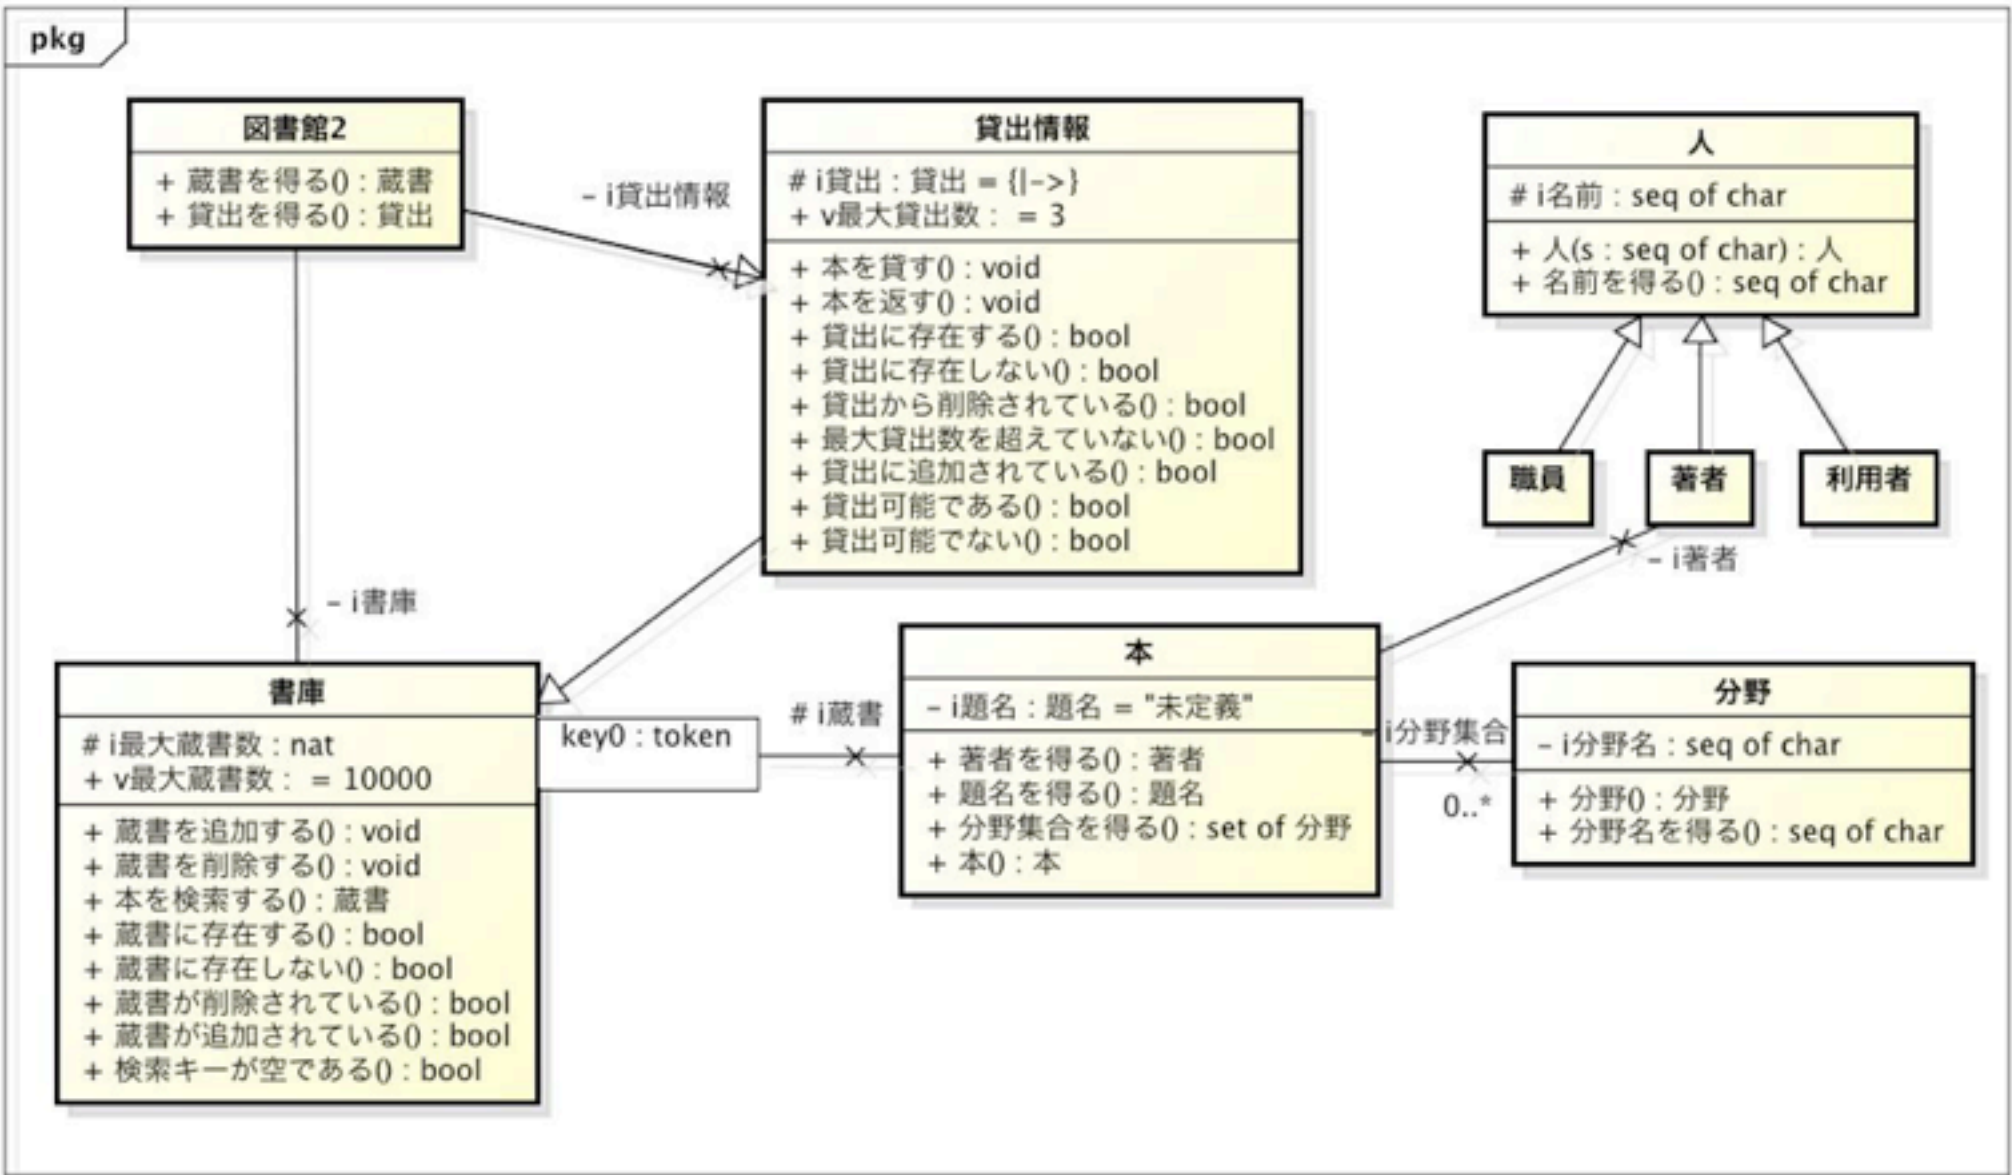 pkg
図書館2
+ 蔵書を得る() : 蔵書
+ 貸出を得る() : 貸出
- i貸出情報
貸出情報
# i貸出 : 貸出 = {|->}
+ v最大貸出数 : = 3
+ 本を貸す() : void
+ 本を返す() : void
+ 貸出に存在する() : bool
+ 貸出に存在しない() : bool
+ 貸出から削除されている() : bool
+ 最大貸出数を超えていない() : bool
+ 貸出に追加されている() : bool
+ 貸出可能である() : bool
+ 貸出可能でない() : bool
人
# i名前 : seq of char
+ 人(s : seq of char) : 人
+ 名前を得る() : seq of char
職員
著者
利用者
- i著者
- i書庫
書庫
# i最大蔵書数 : nat
+ v最大蔵書数 : = 10000
+ 蔵書を追加する() : void
+ 蔵書を削除する() : void
+ 本を検索する() : 蔵書
+ 蔵書に存在する() : bool
+ 蔵書に存在しない() : bool
+ 蔵書が削除されている() : bool
+ 蔵書が追加されている() : bool
+ 検索キーが空である() : bool
key0 : token
# i蔵書
本
- i題名 : 題名 = "未定義"
+ 著者を得る() : 著者
+ 題名を得る() : 題名
+ 分野集合を得る() : set of 分野
+ 本() : 本
- i分野集合
0..*
分野
- i分野名 : seq of char
+ 分野() : 分野
+ 分野名を得る() : seq of char